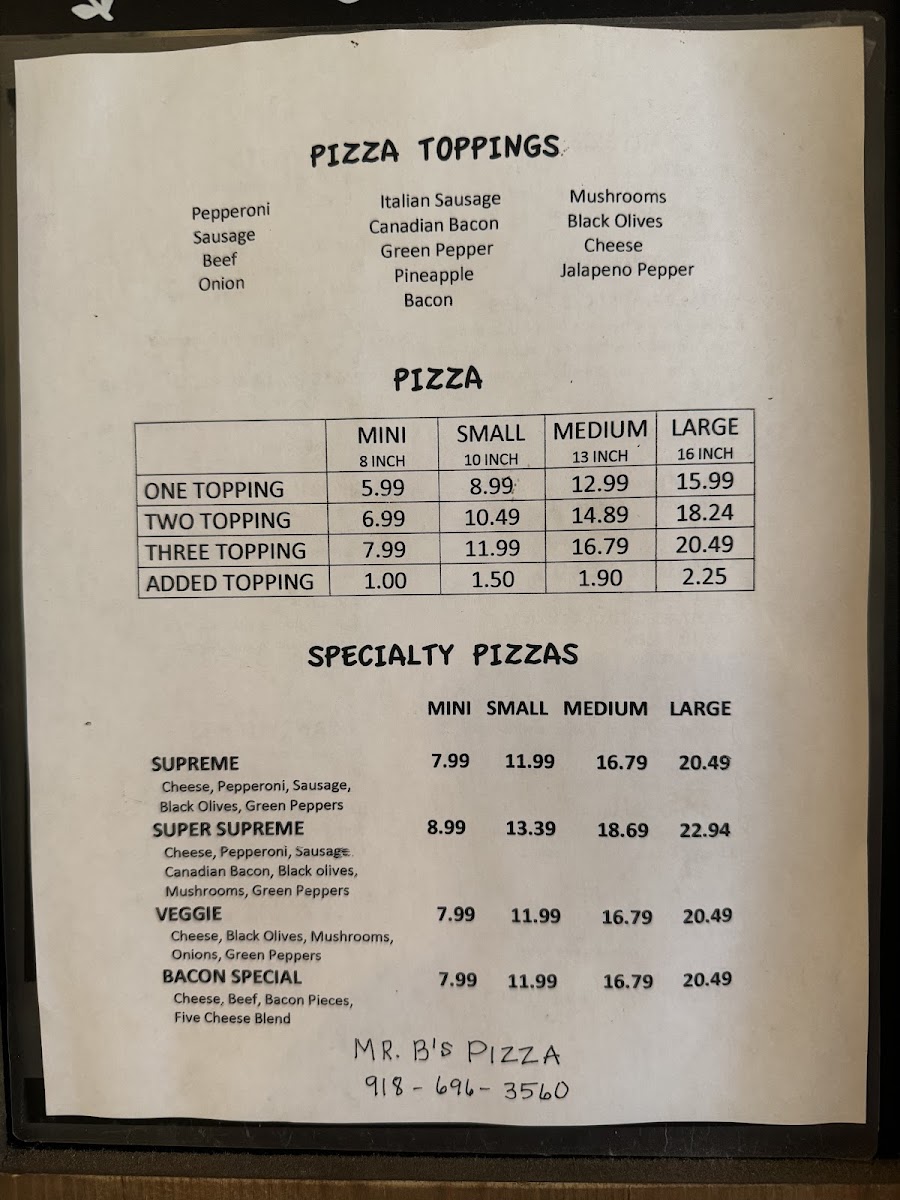 PIZZA TOPPINGS
Pepperoni
Sausage
Beef
Onion
Italian Sausage
Canadian Bacon
Green Pepper
Pineapple
Bacon
Mushrooms
Black Olives
Cheese
Jalapeno Pepper
PIZZA
MINI SMALL MEDIUM LARGE
8 INCH 10 INCH 13 INCH 16 INCH
ONE TOPPING 5.99 8.99 12.99 15.99
TWO TOPPING 6.99 10.49 14.89 18.24
THREE TOPPING 7.99 11.99 16.79 20.49
ADDED TOPPING 1.00 1.50 1.90 2.25
SPECIALTY PIZZAS
MINI SMALL MEDIUM LARGE
SUPREME 7.99 11.99 16.79 20.49
Cheese, Pepperoni, Sausage,
Black Olives, Green Peppers
SUPER SUPREME 8.99 13.39 18.69 22.94
Cheese, Pepperoni, Sausage
Canadian Bacon, Black olives,
Mushrooms, Green Peppers
VEGGIE 7.99 11.99 16.79 20.49
Cheese, Black Olives, Mushrooms,
Onions, Green Peppers
BACON SPECIAL 7.99 11.99 16.79 20.49
Cheese, Beef, Bacon Pieces,
Five Cheese Blend
MR. B's PIZZA
918-696-3560